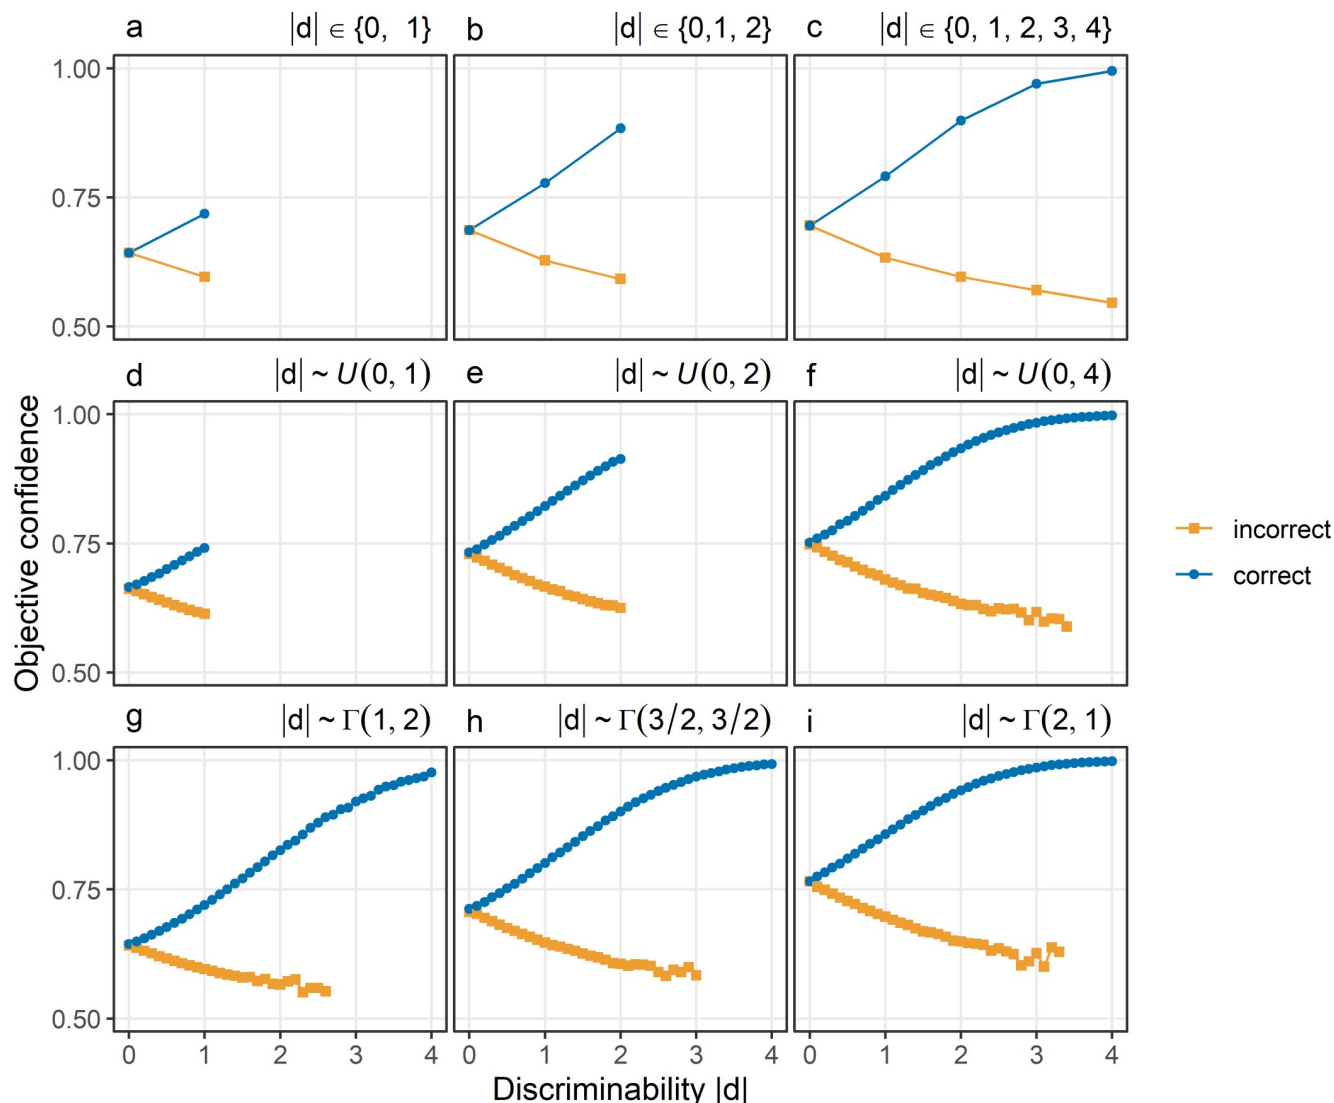 a |d| ∈ {0, 1}
b |d| ∈ {0,1, 2}
c |d| ∈ {0, 1, 2, 3, 4}
1.00
0.75
0.50
d |d| ~ U(0, 1)
e |d| ~ U(0, 2)
f |d| ~ U(0, 4)
1.00
0.75
0.50
Objective confidence
incorrect
correct
g |d| ~ Γ(1, 2)
h |d| ~ Γ(3/2, 3/2)
i |d| ~ Γ(2, 1)
1.00
0.75
0.50
0 1 2 3 4
0 1 2 3 4
0 1 2 3 4
Discriminability |d|